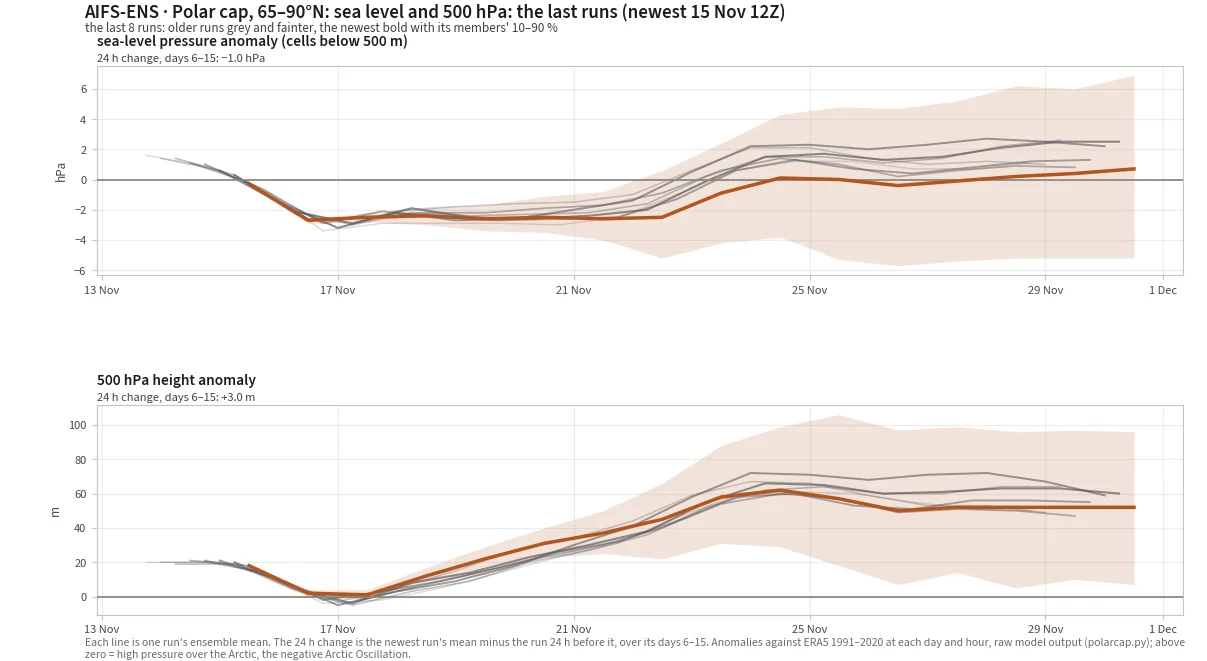 AIFS-ENS · Polar cap, 65–90°N: sea level and 500 hPa: the last runs (newest 15 Nov 12Z)
the last 8 runs: older runs grey and fainter, the newest bold with its members' 10–90 %
sea-level pressure anomaly (cells below 500 m)
24 h change, days 6–15: −1.0 hPa
6
4
2
0
−2
−4
−6
hPa
13 Nov
17 Nov
21 Nov
25 Nov
29 Nov
1 Dec
500 hPa height anomaly
24 h change, days 6–15: +3.0 m
100
80
60
40
20
0
m
13 Nov
17 Nov
21 Nov
25 Nov
29 Nov
1 Dec
Each line is one run's ensemble mean. The 24 h change is the newest run's mean minus the run 24 h before it, over its days 6–15. Anomalies against ERA5 1991–2020 at each day and hour, raw model output (polarcap.py); above
zero = high pressure over the Arctic, the negative Arctic Oscillation.